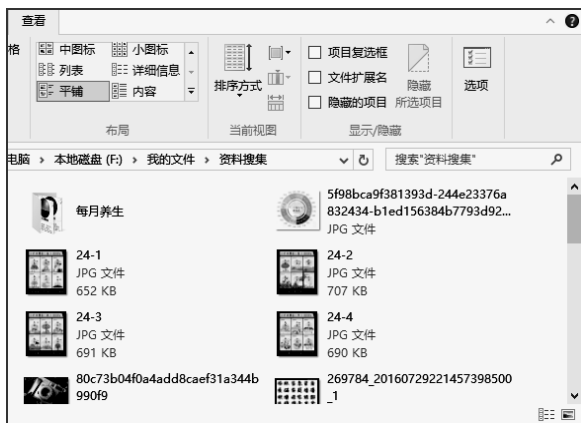 查看
格
中图标
小图标
列表
详细信息
平铺
内容
布局
排序方式
当前视图
项目复选框
文件扩展名
隐藏的项目
隐藏
所选项目
显示/隐藏
选项
电脑 › 本地磁盘 (F:) › 我的文件 › 资料搜集
搜索"资料搜集"
每月养生
5f98bca9f381393d-244e23376a
832434-b1ed156384b7793d92...
JPG 文件
24-1
JPG 文件
652 KB
24-2
JPG 文件
707 KB
24-3
JPG 文件
691 KB
24-4
JPG 文件
690 KB
80c73b04f0a4add8caef31a344b
990f9
269784_20160729221457398500
_1